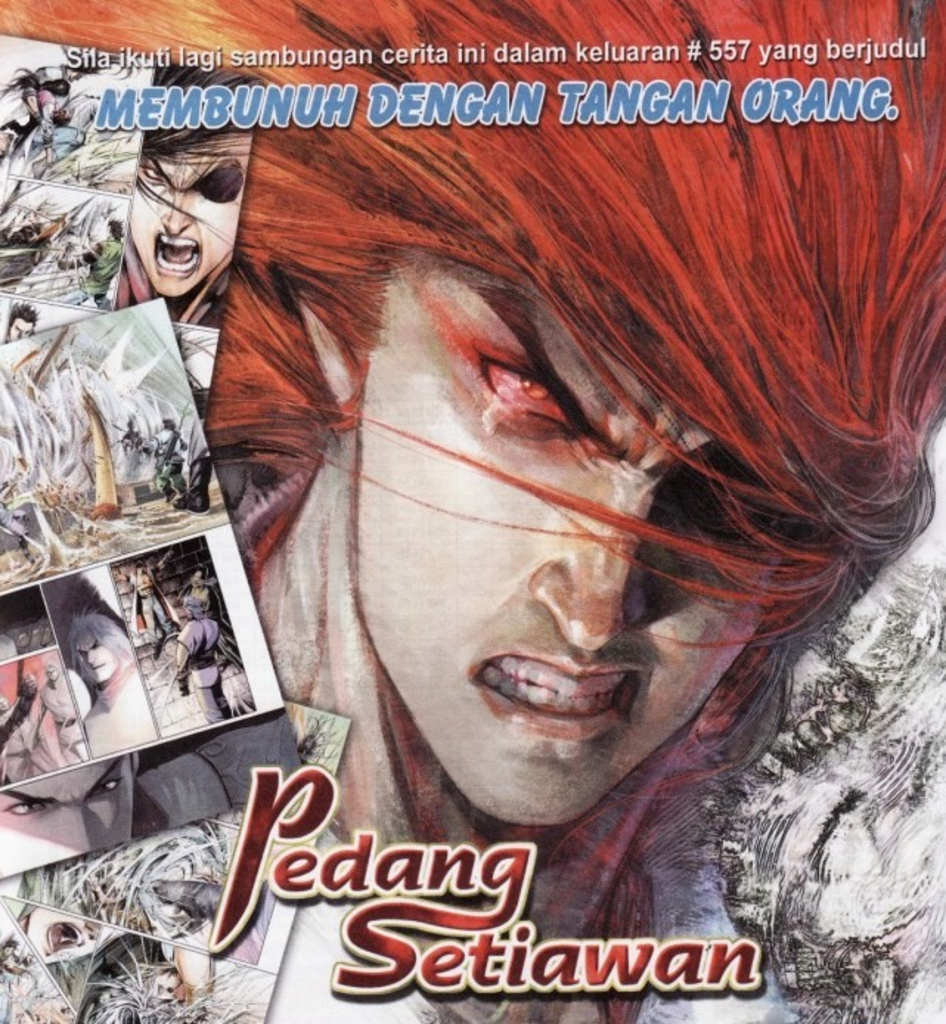 Sila ikuti lagi sambungan cerita ini dalam keluaran # 557 yang berjudul
MEMBUNUH DENGAN TANGAN ORANG.
Pedang
Setiawan